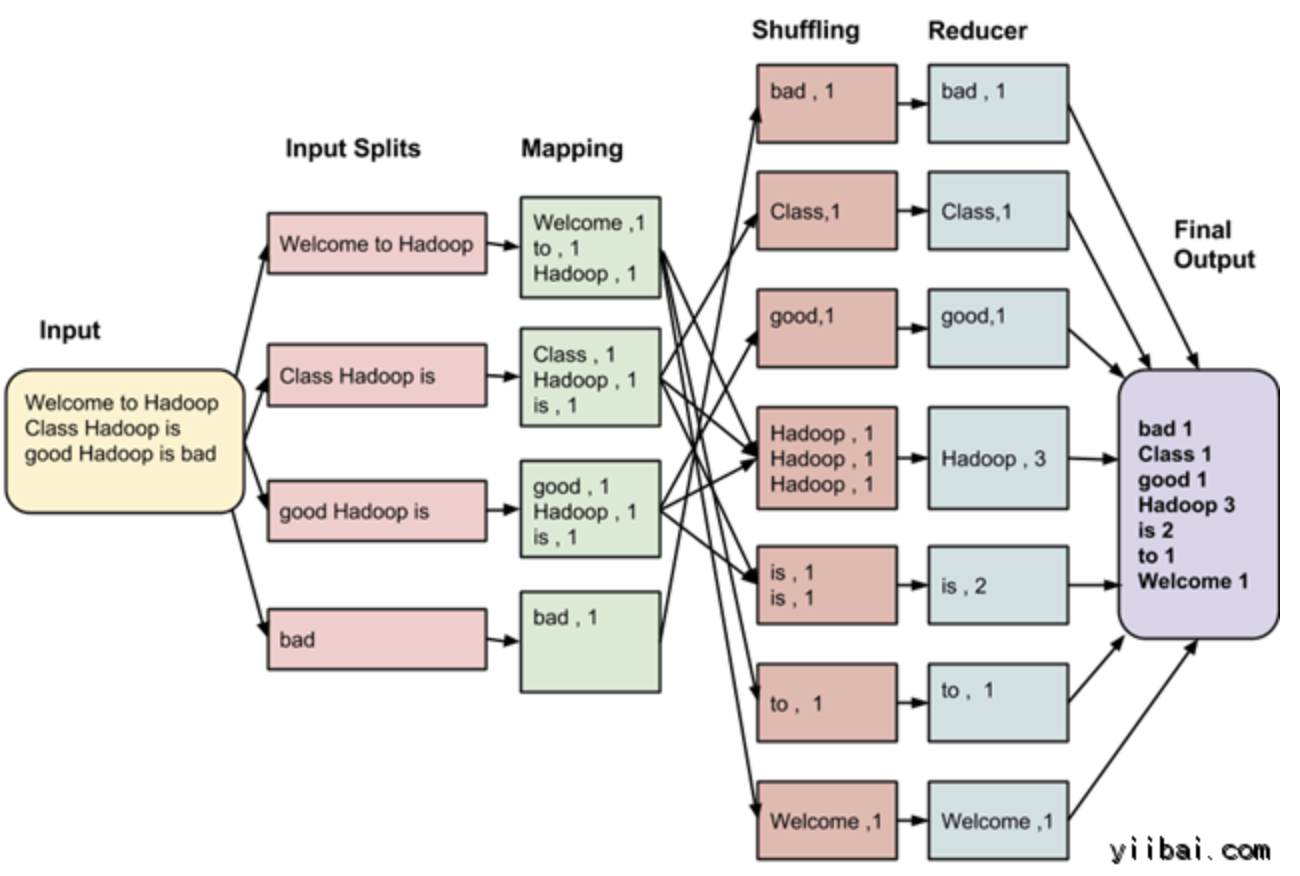 Input
Welcome to Hadoop
Class Hadoop is
good Hadoop is bad
Input Splits
Welcome to Hadoop
Class Hadoop is
good Hadoop is
bad
Mapping
Welcome ,1
to , 1
Hadoop , 1
Class , 1
Hadoop , 1
is , 1
good , 1
Hadoop , 1
is , 1
bad , 1
Shuffling
bad , 1
Class,1
good,1
Hadoop , 1
Hadoop , 1
Hadoop , 1
is , 1
is , 1
to , 1
Welcome ,1
Reducer
bad , 1
Class,1
good,1
Hadoop , 3
is , 2
to , 1
Welcome ,1
Final
Output
bad 1
Class 1
good 1
Hadoop 3
is 2
to 1
Welcome 1
yiibai.com